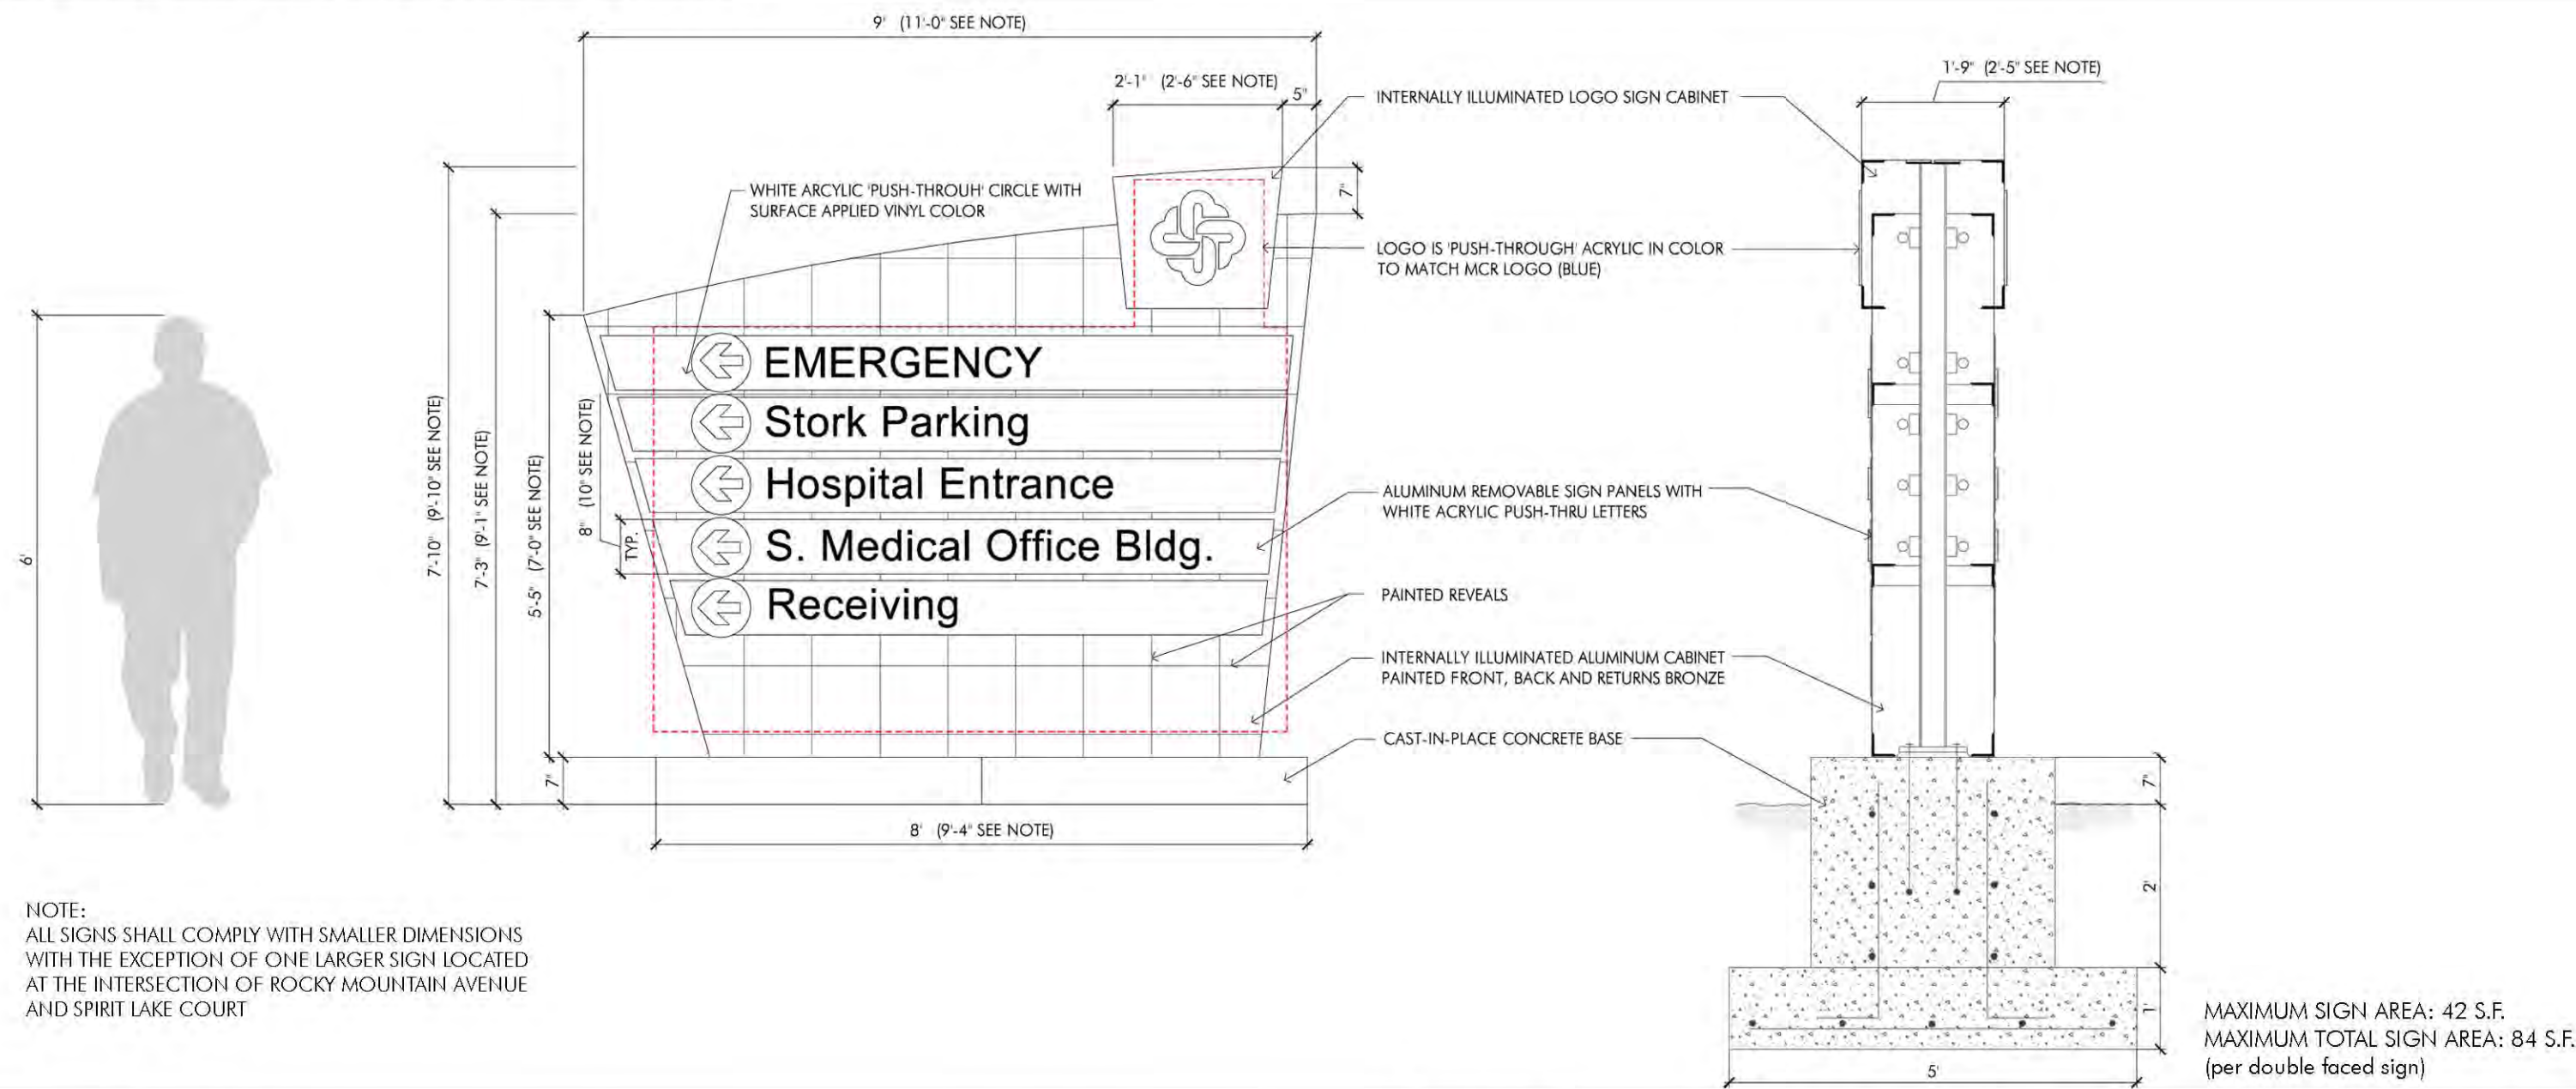 9' (11'-0" SEE NOTE)
2'-1" (2'-6" SEE NOTE)
5"
7"
INTERNALLY ILLUMINATED LOGO SIGN CABINET
1'-9" (2'-5" SEE NOTE)
WHITE ARCYLIC 'PUSH-THROUH' CIRCLE WITH
SURFACE APPLIED VINYL COLOR
LOGO IS 'PUSH-THROUGH' ACRYLIC IN COLOR
TO MATCH MCR LOGO (BLUE)
6'
7'-10" (9'-10" SEE NOTE)
7'-3" (9'-1" SEE NOTE)
5'-5" (7'-0" SEE NOTE)
8" (10" SEE NOTE)
TYP.
7"
EMERGENCY
Stork Parking
Hospital Entrance
S. Medical Office Bldg.
Receiving
ALUMINUM REMOVABLE SIGN PANELS WITH
WHITE ACRYLIC PUSH-THRU LETTERS
PAINTED REVEALS
INTERNALLY ILLUMINATED ALUMINUM CABINET
PAINTED FRONT, BACK AND RETURNS BRONZE
CAST-IN-PLACE CONCRETE BASE
8' (9'-4" SEE NOTE)
7"
2'
1'
5'
NOTE:
ALL SIGNS SHALL COMPLY WITH SMALLER DIMENSIONS
WITH THE EXCEPTION OF ONE LARGER SIGN LOCATED
AT THE INTERSECTION OF ROCKY MOUNTAIN AVENUE
AND SPIRIT LAKE COURT
MAXIMUM SIGN AREA: 42 S.F.
MAXIMUM TOTAL SIGN AREA: 84 S.F.
(per double faced sign)